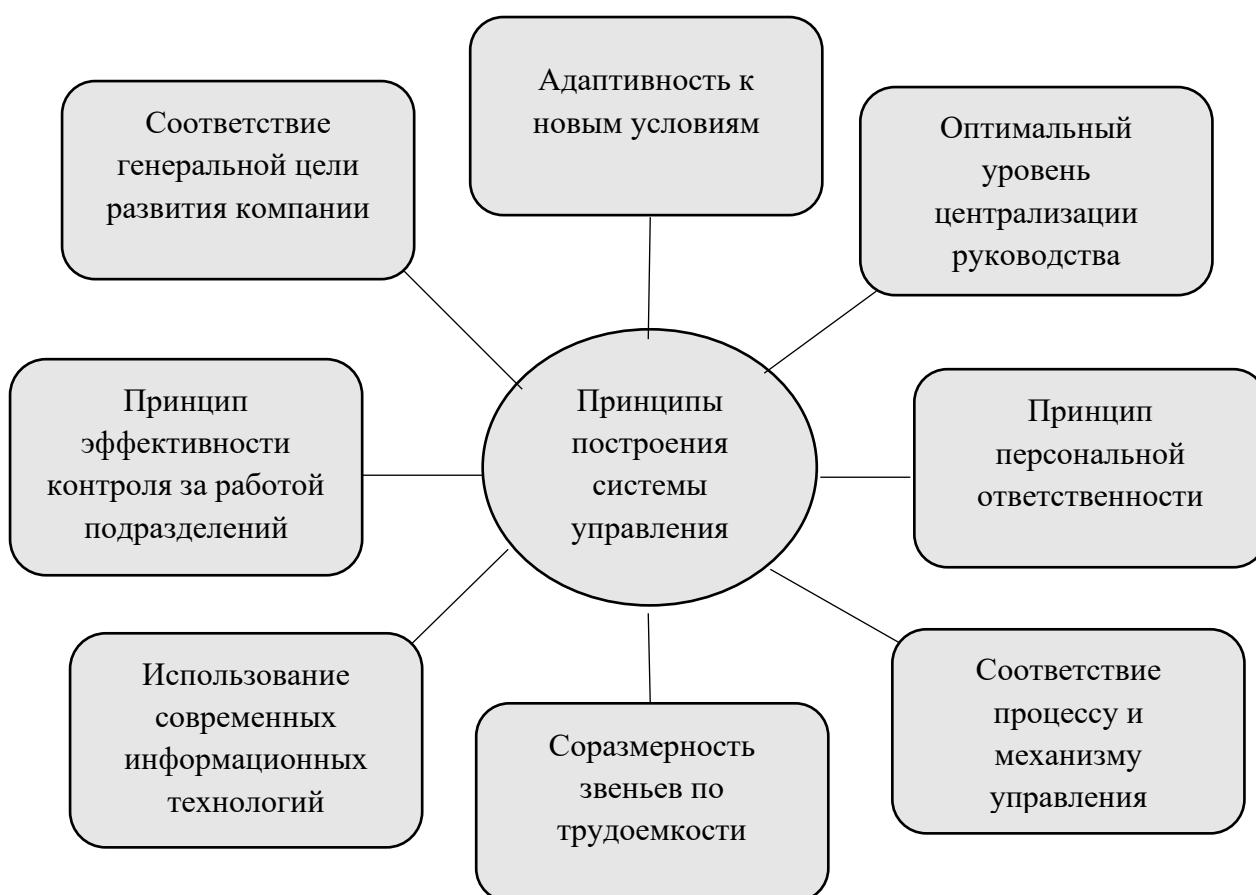 Адаптивность к
новым условиям
Соответствие
генеральной цели
развития компании
Оптимальный
уровень
централизации
руководства
Принцип
эффективности
контроля за работой
подразделений
Принципы
построения
системы
управления
Принцип
персональной
ответственности
Использование
современных
информационных
технологий
Соразмерность
звеньев по
трудоемкости
Соответствие
процессу и
механизму
управления